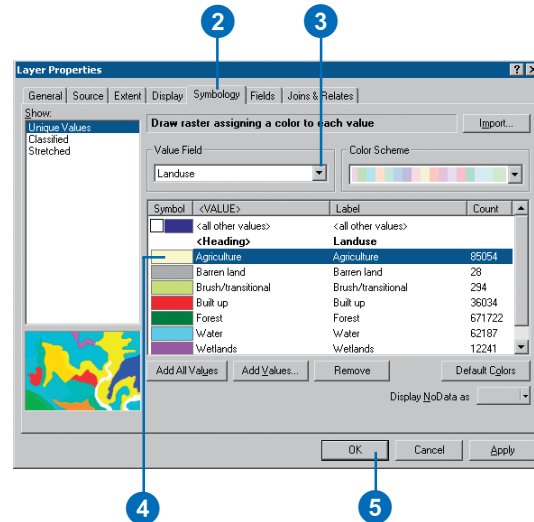 2 3
Layer Properties
General Source Extent Display Symbology Fields Joins & Relates
Show:
Unique Values
Classified
Stretched
Draw raster assigning a color to each value
Import...
Value Field
Landuse
Color Scheme
Symbol <VALUE> Label Count
<all other values> <all other values>
<Heading> Landuse
Agriculture Agriculture 85054
Barren land Barren land 28
Brush/transitional Brush/transitional 294
Built up Built up 36034
Forest Forest 671722
Water Water 62187
Wetlands Wetlands 12241
Add All Values Add Values... Remove Default Colors
Display NoData as
OK Cancel Apply
4 5